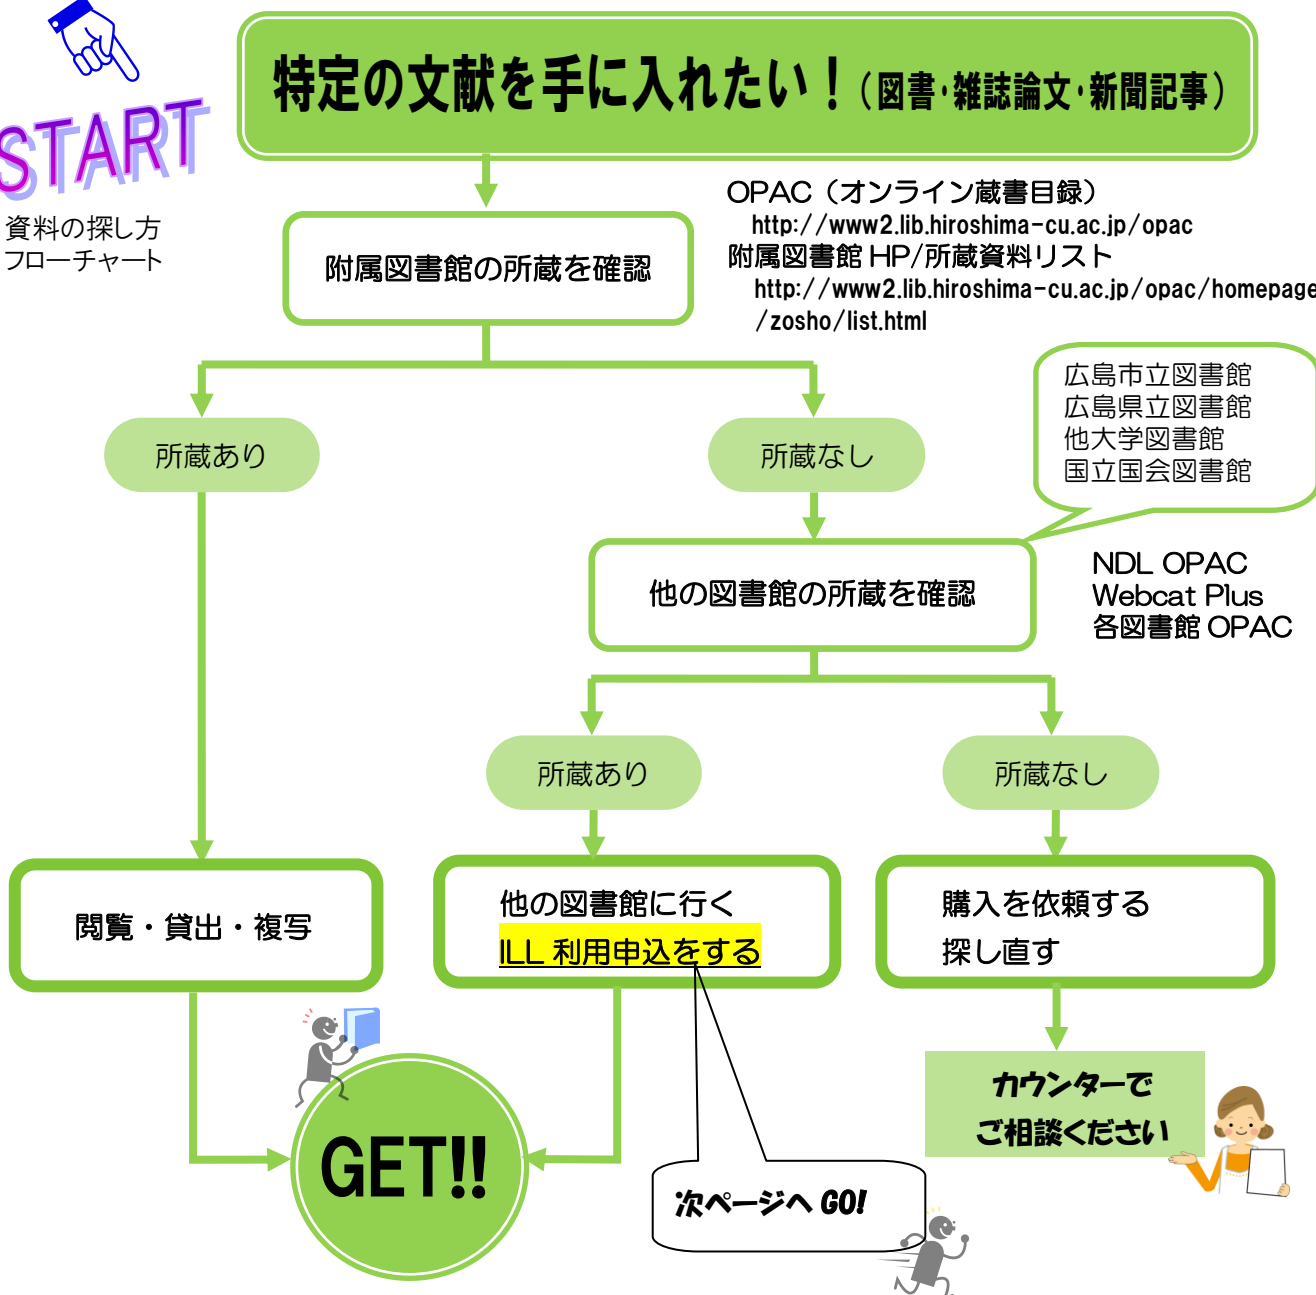 START
資料の探し方
フローチャート
特定の文献を手に入れたい！（図書・雑誌論文・新聞記事）
附属図書館の所蔵を確認
OPAC（オンライン蔵書目録）
http://www2.lib.hiroshima-cu.ac.jp/opac
附属図書館 HP/所蔵資料リスト
http://www2.lib.hiroshima-cu.ac.jp/opac/homepage
/zosho/list.html
所蔵あり
所蔵なし
広島市立図書館
広島県立図書館
他大学図書館
国立国会図書館
他の図書館の所蔵を確認
NDL OPAC
Webcat Plus
各図書館 OPAC
所蔵あり
所蔵なし
閲覧・貸出・複写
他の図書館に行く
ILL 利用申込をする
購入を依頼する
探し直す
カウンターで
ご相談ください
GET!!
次ページへ GO!